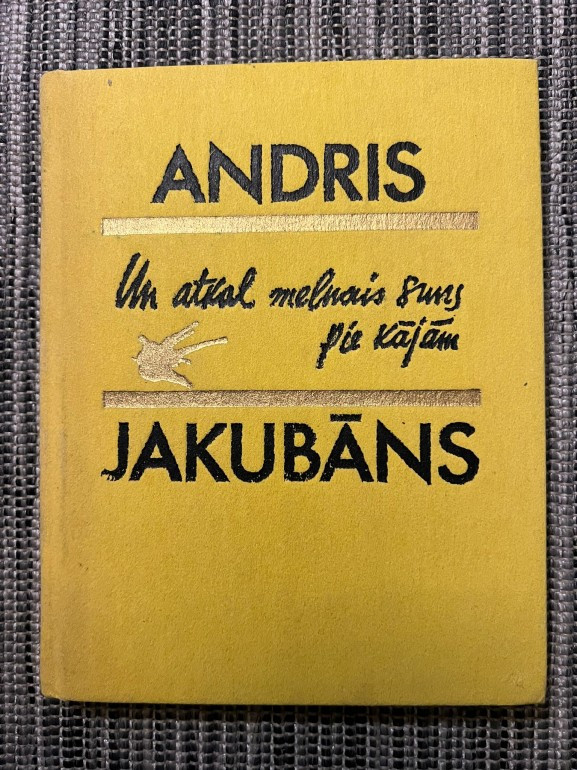 ANDRIS
Un atkal melnais suns
pie kājām
JAKUBĀNS